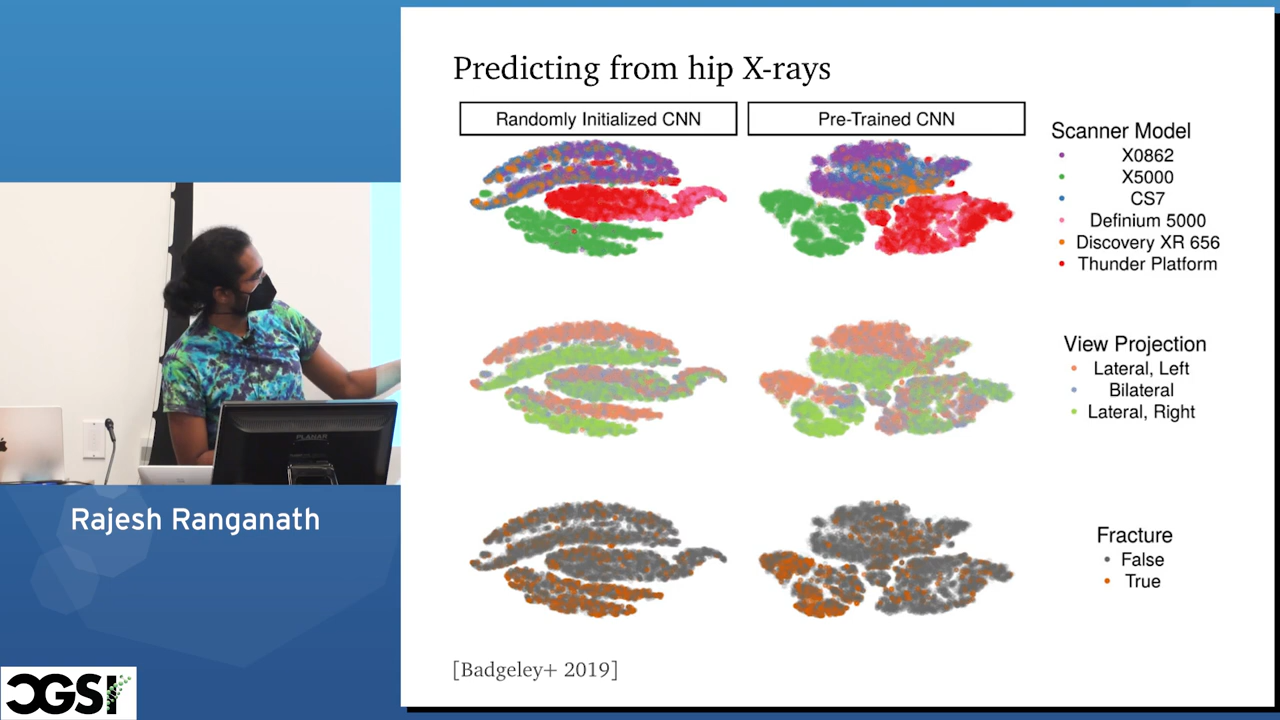 Predicting from hip X-rays
Randomly Initialized CNN
Pre-Trained CNN
Scanner Model
X0862
X5000
CS7
Definium 5000
Discovery XR 656
Thunder Platform
View Projection
Lateral, Left
Bilateral
Lateral, Right
Fracture
False
True
[Badgeley+ 2019]
PLANAR
Rajesh Ranganath
CGSI